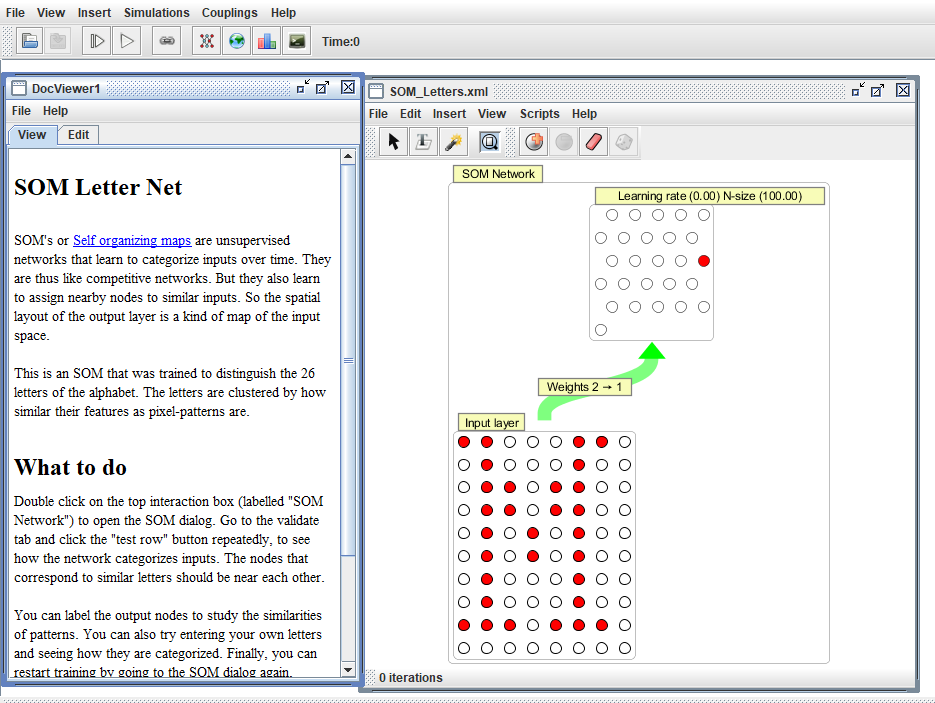 File View Insert Simulations Couplings Help
Time:0
DocViewer1
File Help
View Edit
SOM Letter Net
SOM's or Self organizing maps are unsupervised
networks that learn to categorize inputs over time. They
are thus like competitive networks. But they also learn
to assign nearby nodes to similar inputs. So the spatial
layout of the output layer is a kind of map of the input
space.
This is an SOM that was trained to distinguish the 26
letters of the alphabet. The letters are clustered by how
similar their features as pixel-patterns are.
What to do
Double click on the top interaction box (labelled "SOM
Network") to open the SOM dialog. Go to the validate
tab and click the "test row" button repeatedly, to see
how the network categorizes inputs. The nodes that
correspond to similar letters should be near each other.
You can label the output nodes to study the similarities
of patterns. You can also try entering your own letters
and seeing how they are categorized. Finally, you can
restart training by going to the SOM dialog again.
SOM_Letters.xml
File Edit Insert View Scripts Help
SOM Network
Learning rate (0.00) N-size (100.00)
Weights 2 → 1
Input layer
0 iterations